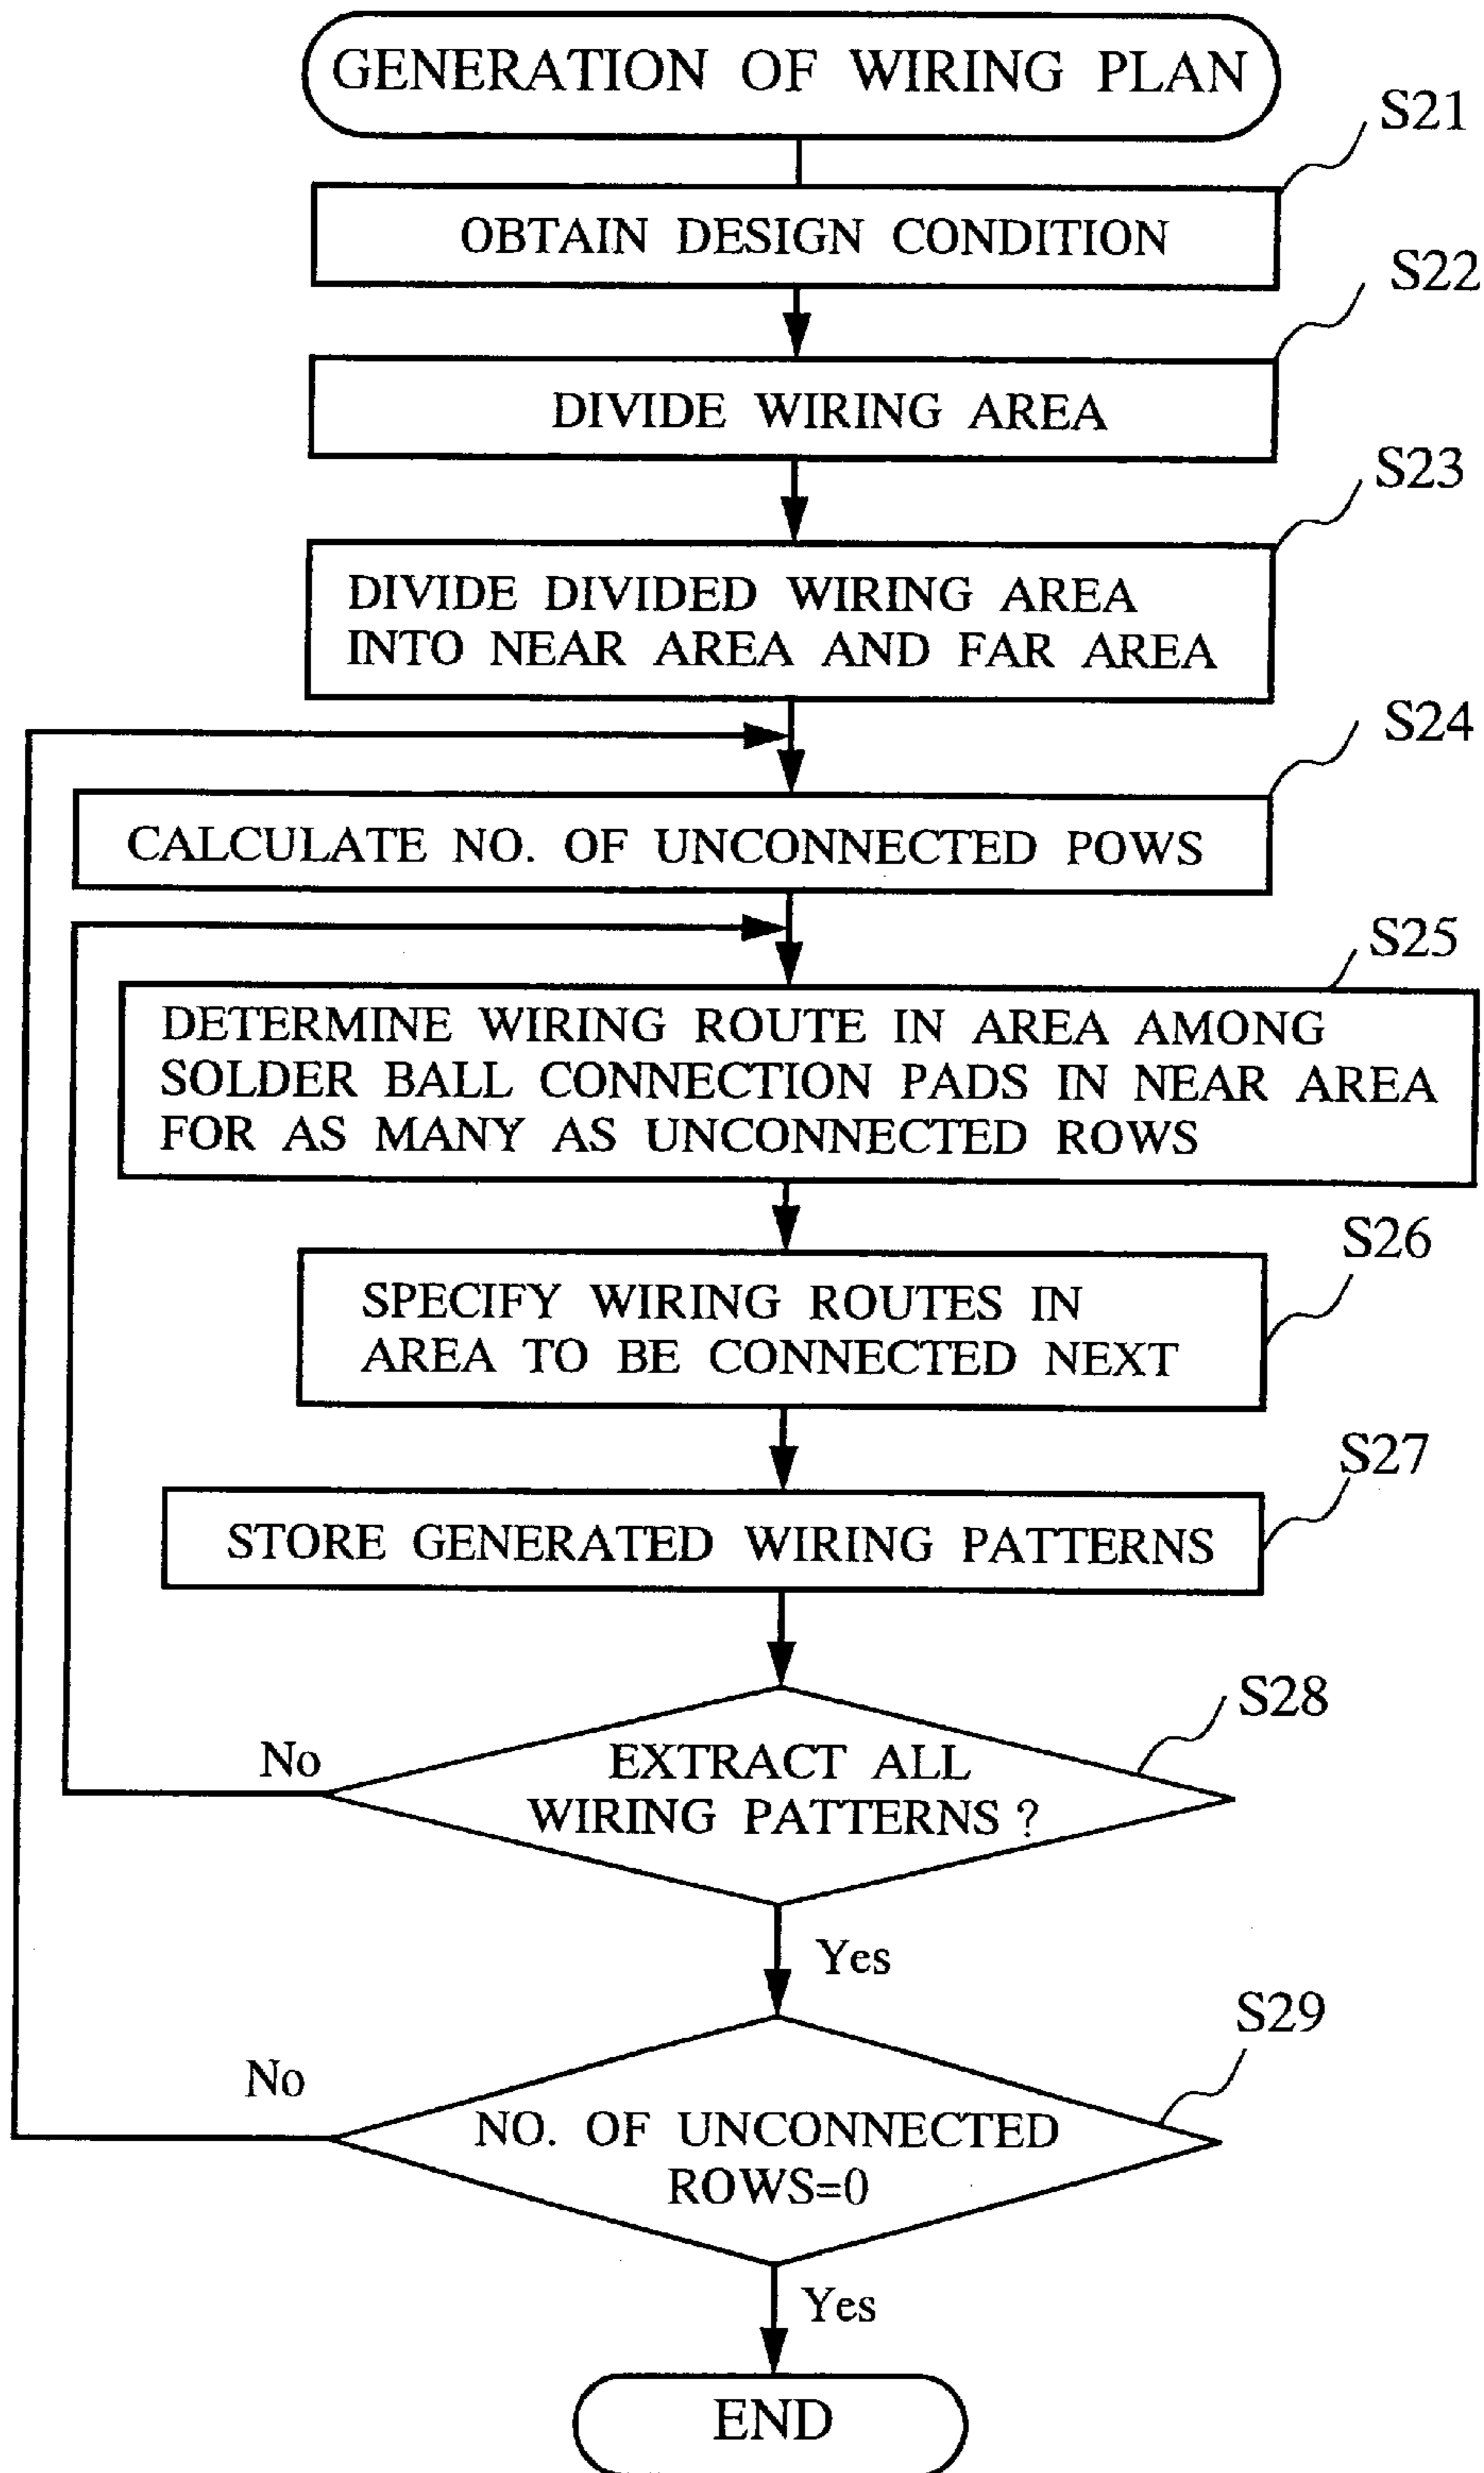 GENERATION OF WIRING PLAN
S21
OBTAIN DESIGN CONDITION
S22
DIVIDE WIRING AREA
S23
DIVIDE DIVIDED WIRING AREA
INTO NEAR AREA AND FAR AREA
S24
CALCULATE NO. OF UNCONNECTED POWS
S25
DETERMINE WIRING ROUTE IN AREA AMONG
SOLDER BALL CONNECTION PADS IN NEAR AREA
FOR AS MANY AS UNCONNECTED ROWS
S26
SPECIFY WIRING ROUTES IN
AREA TO BE CONNECTED NEXT
S27
STORE GENERATED WIRING PATTERNS
S28
No
EXTRACT ALL
WIRING PATTERNS ?
Yes
S29
No
NO. OF UNCONNECTED
ROWS=0
Yes
END